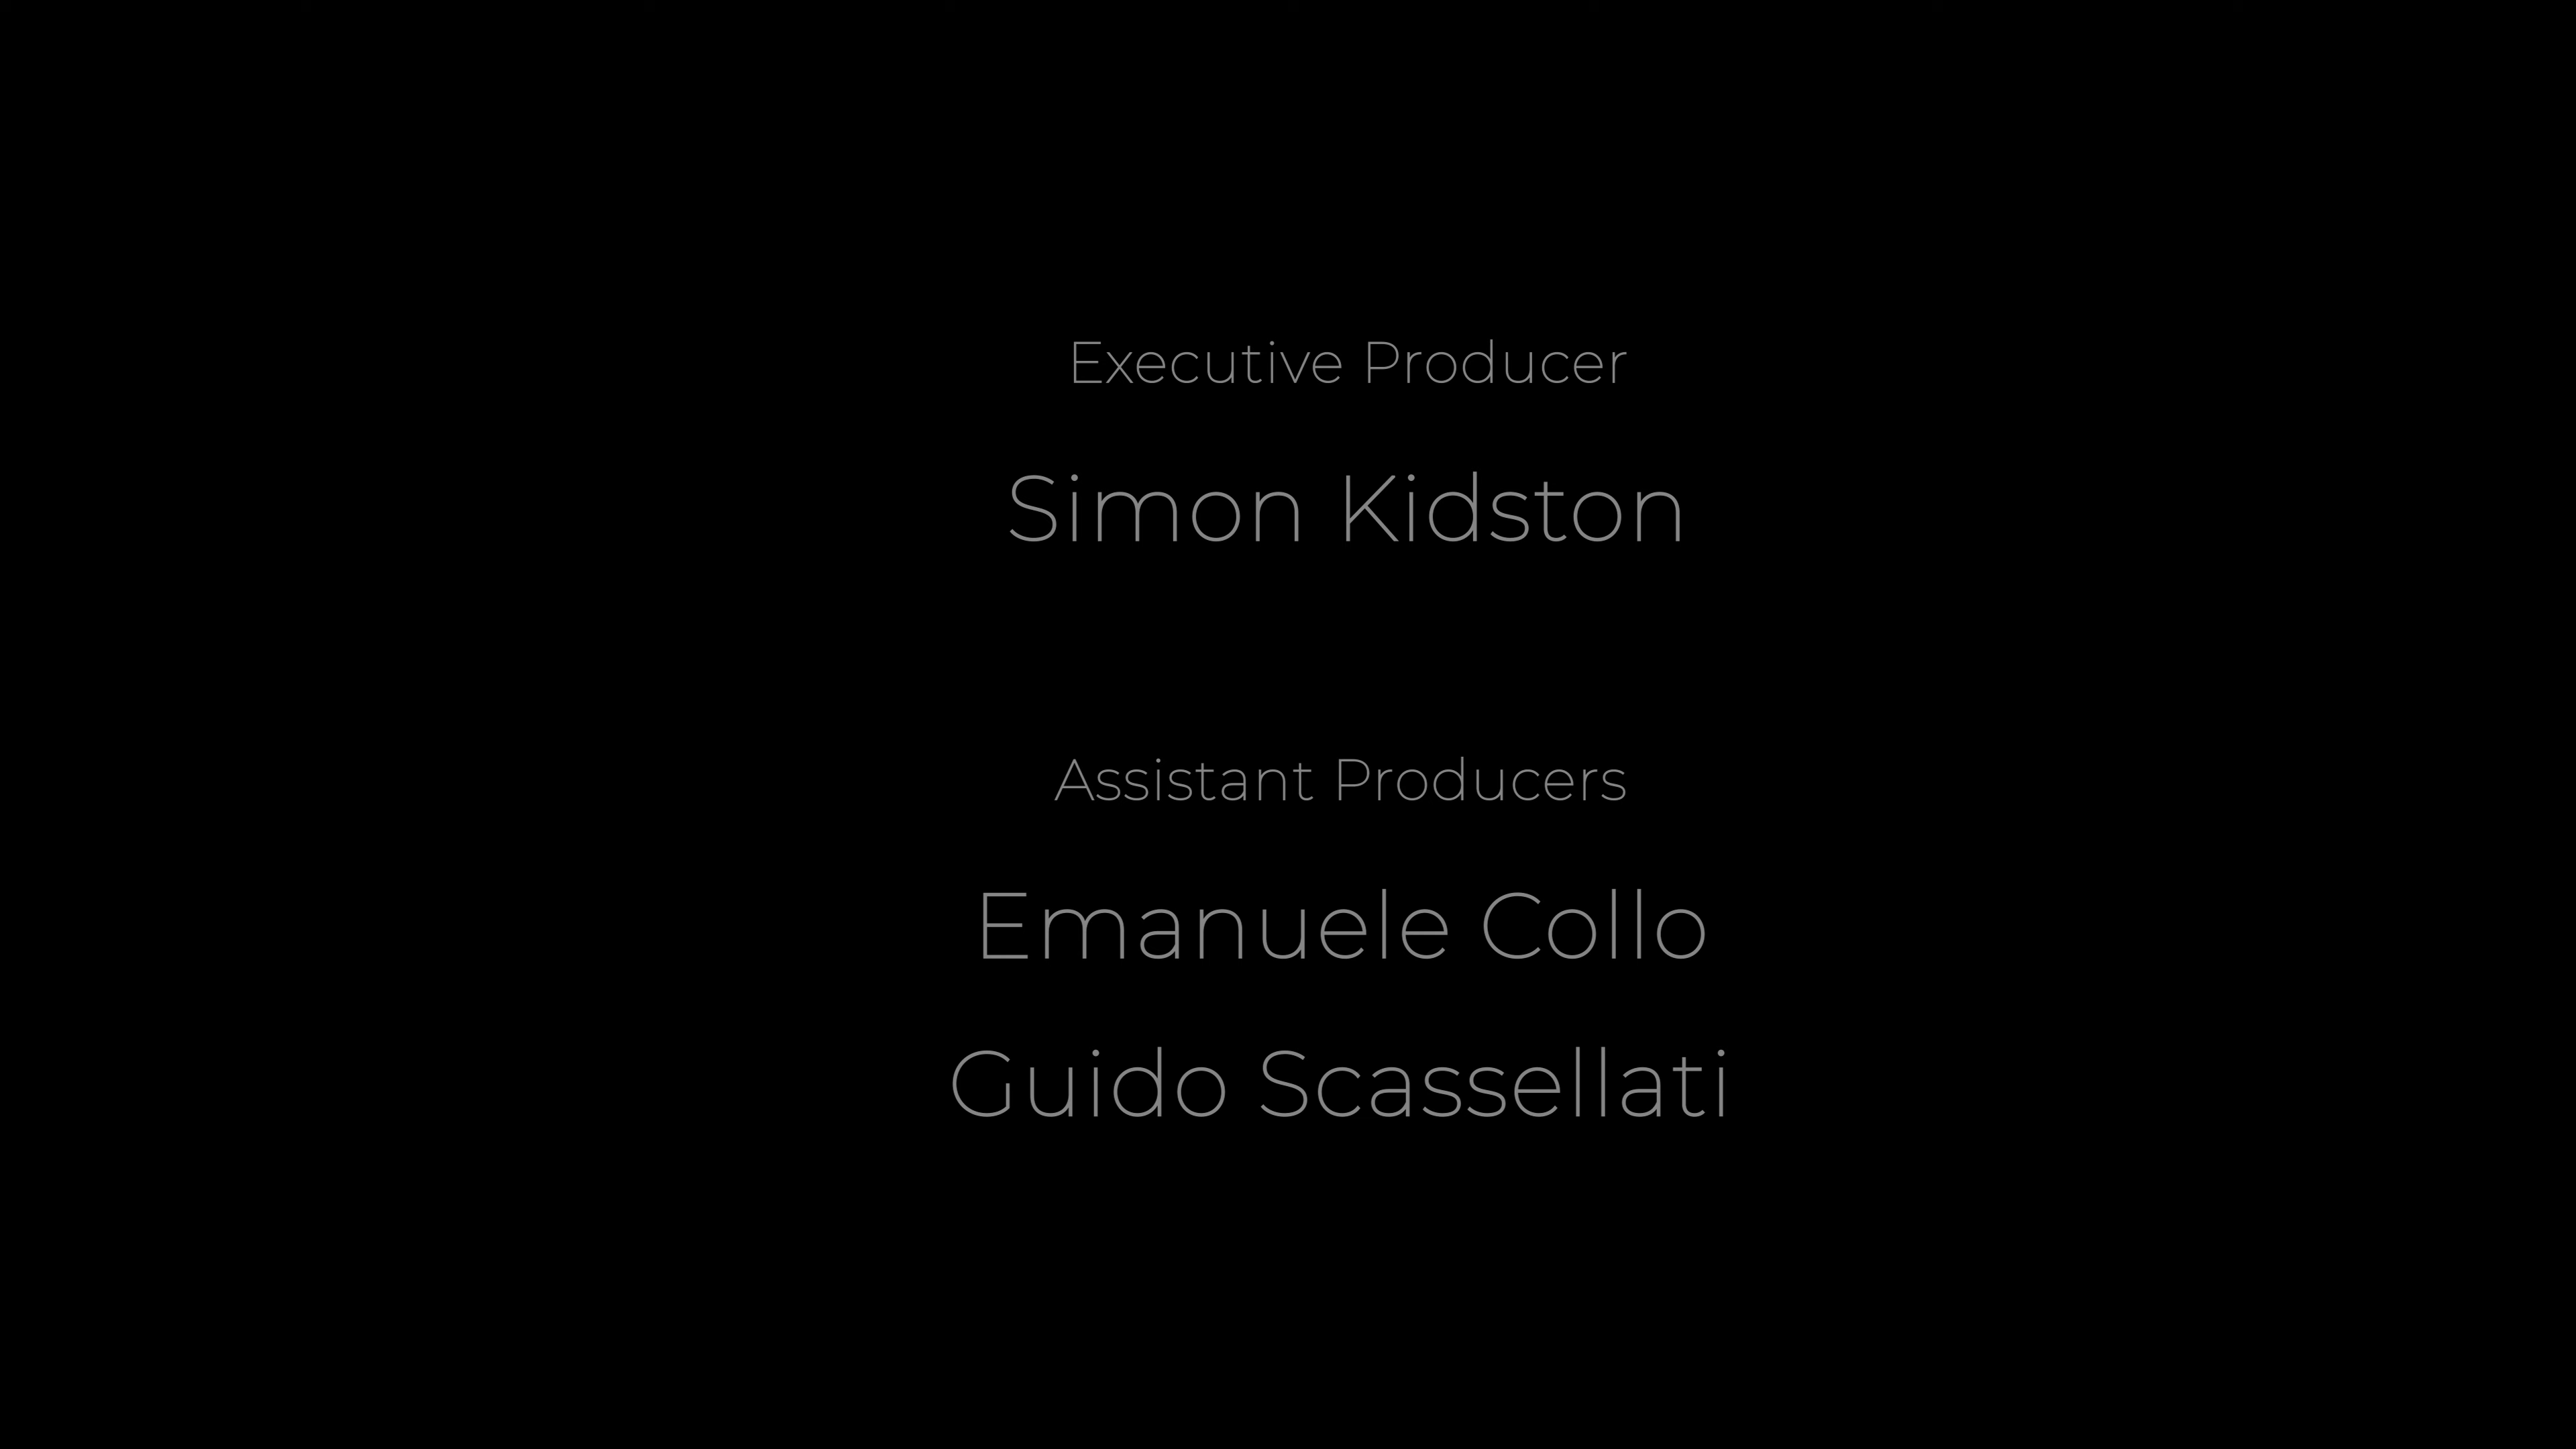 Executive Producer
Simon Kidston
Assistant Producers
Emanuele Collo
Guido Scassellati